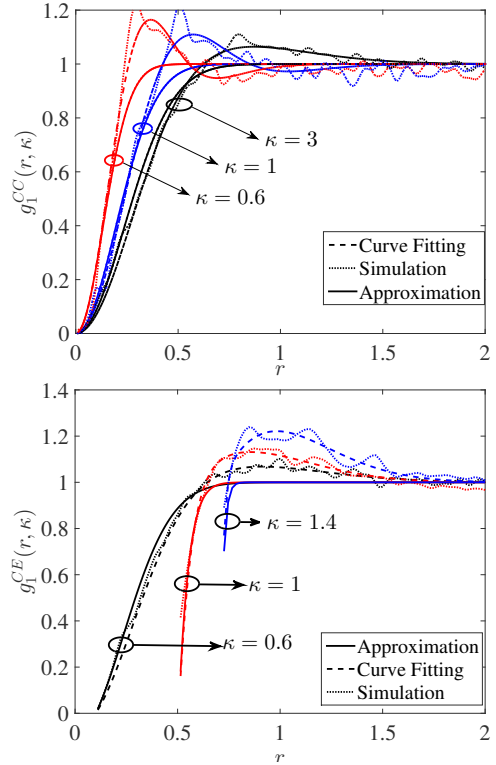 1.2
1
0.8
0.6
0.4
0.2
0
g_1^{CC}(r, κ)
κ = 3
κ = 1
κ = 0.6
Curve Fitting
Simulation
Approximation
0 0.5 1 1.5 2
r
1.4
1.2
1
0.8
0.6
0.4
0.2
0
g_1^{CE}(r, κ)
κ = 1.4
κ = 1
κ = 0.6
Approximation
Curve Fitting
Simulation
0 0.5 1 1.5 2
r